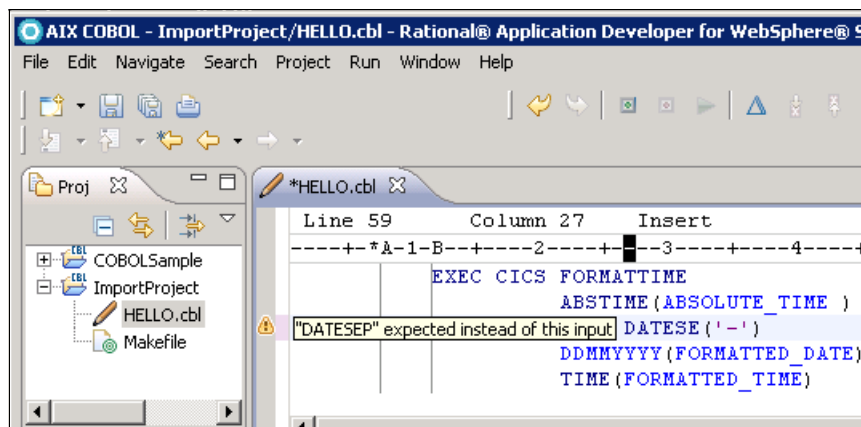 AIX COBOL - ImportProject/HELLO.cbl - Rational® Application Developer for WebSphere® S
File Edit Navigate Search Project Run Window Help
Proj
*HELLO.cbl
Line 59 Column 27 Insert
----+-*A-1-B--+----2----+- --3----+----4----+
COBOLSample
ImportProject
HELLO.cbl
Makefile
EXEC CICS FORMATTIME
ABSTIME(ABSOLUTE_TIME )
"DATESEP" expected instead of this input DATESE('-')
DDMMYYYY(FORMATTED_DATE)
TIME(FORMATTED_TIME)